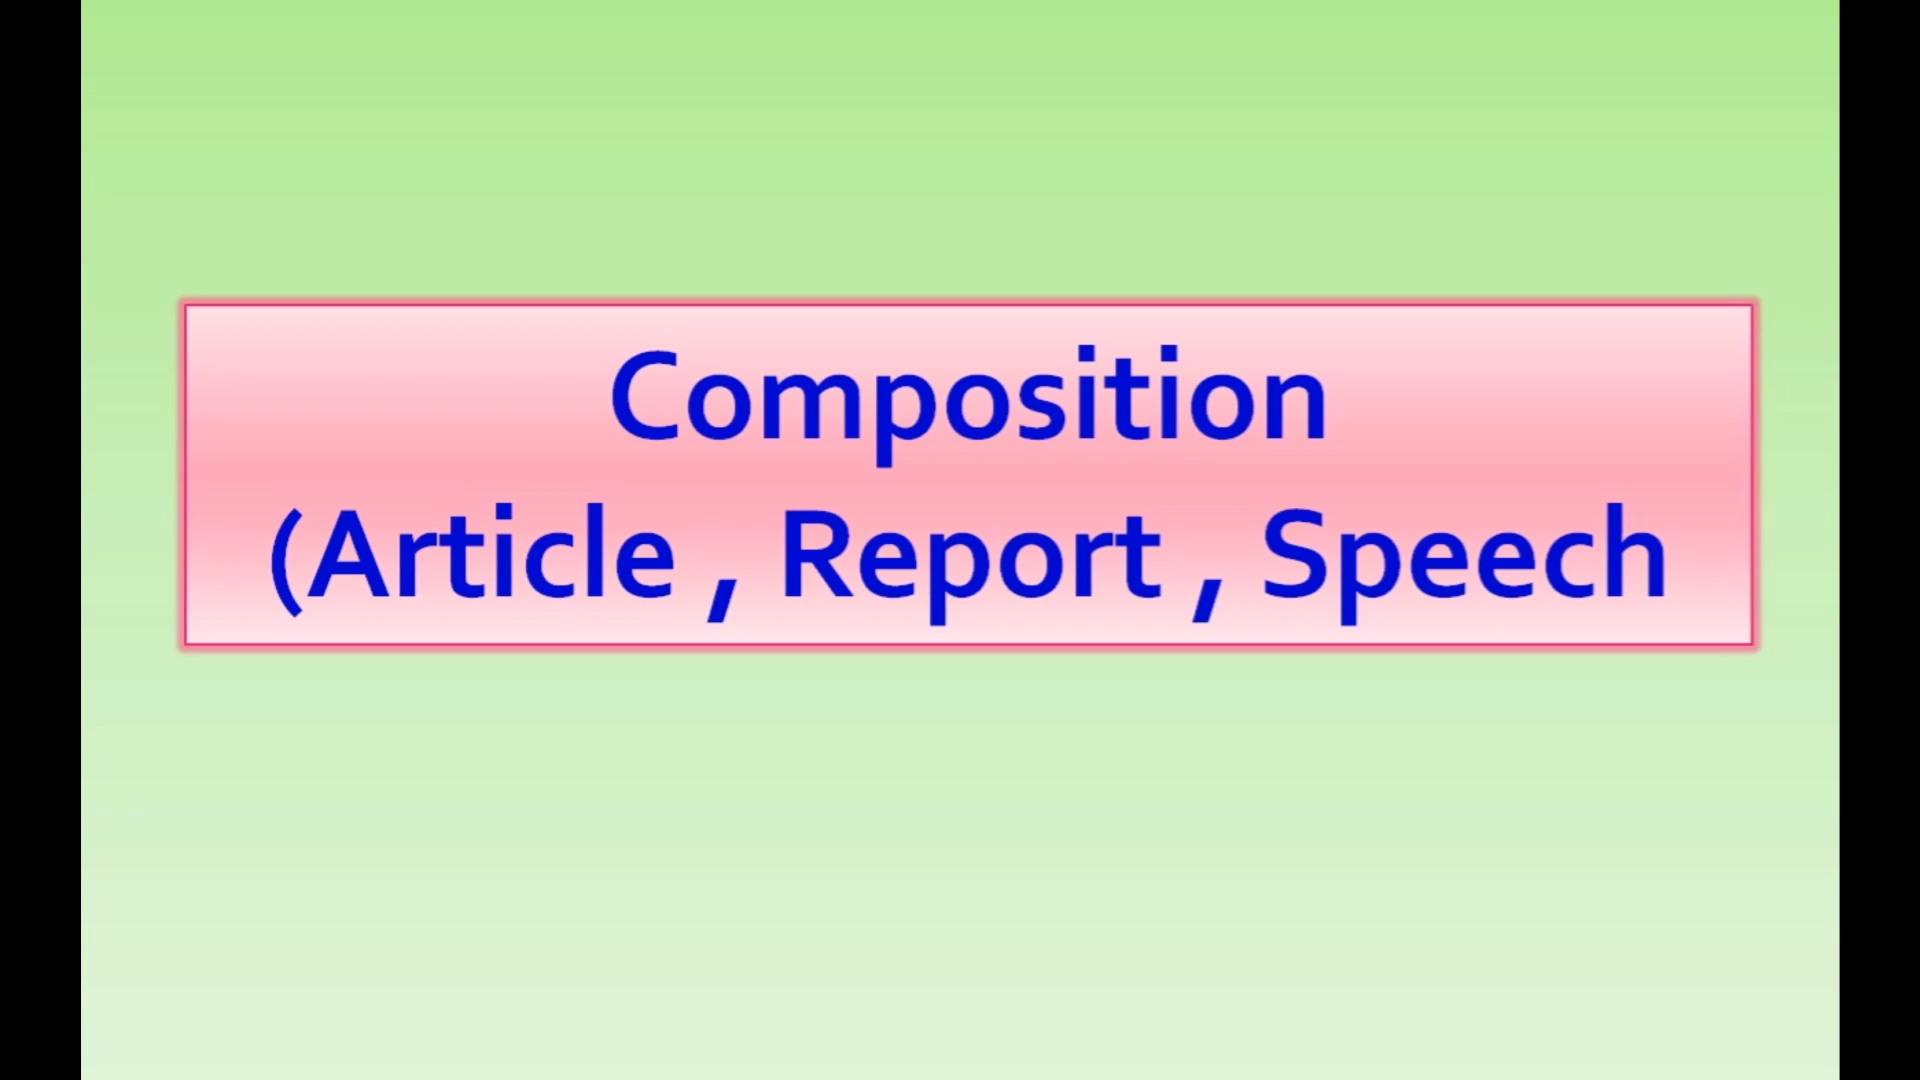 Composition
(Article , Report , Speech